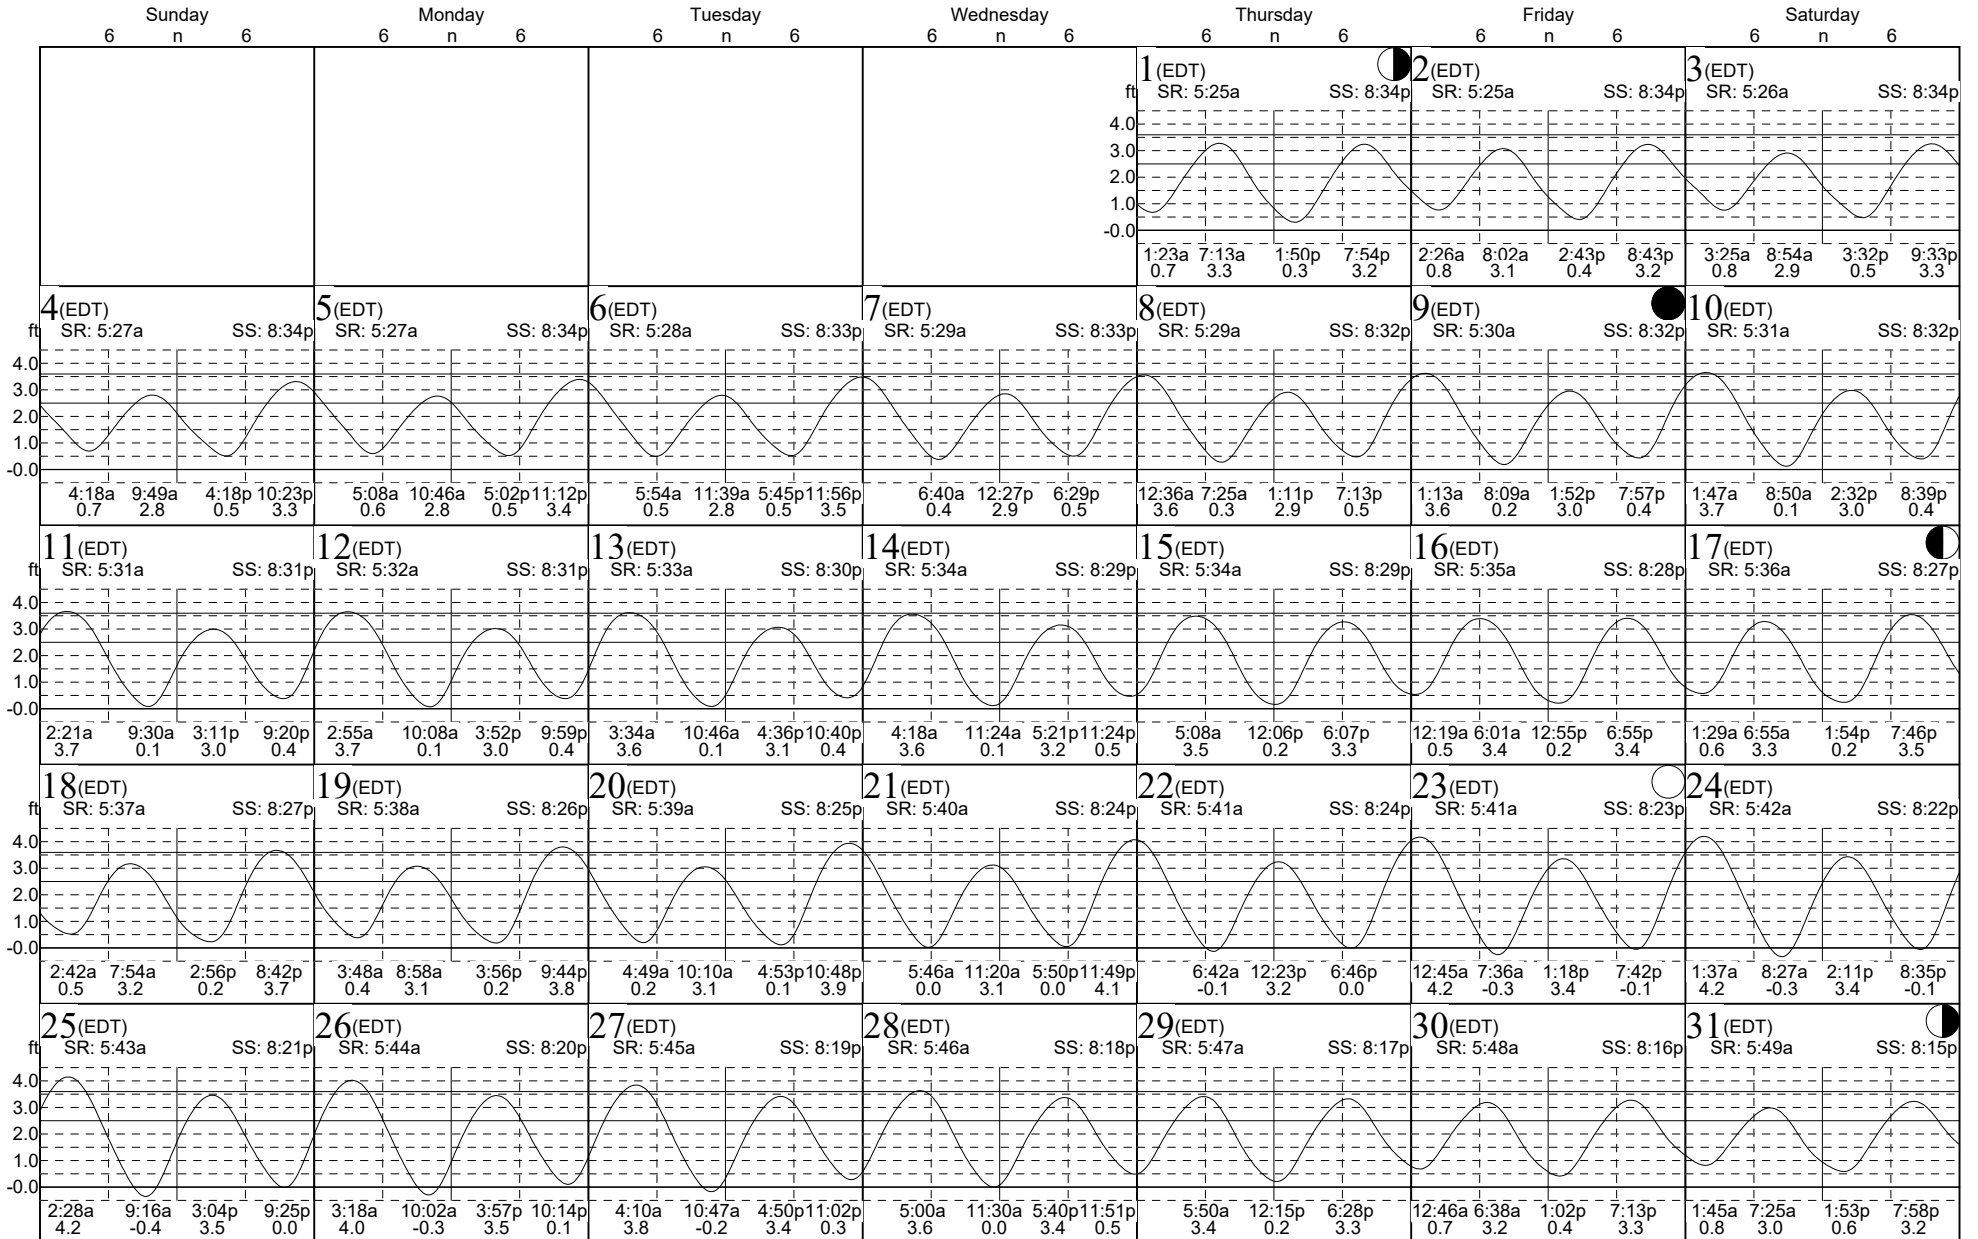 Sunday Monday Tuesday Wednesday Thursday Friday Saturday
6 n 6 6 n 6 6 n 6 6 n 6 6 n 6 6 n 6 6 n 6
1(EDT) 2(EDT) 3(EDT)
ft SR: 5:25a SS: 8:34p SR: 5:25a SS: 8:34p SR: 5:26a SS: 8:34p
4.0
3.0
2.0
1.0
-0.0
1:23a 7:13a 1:50p 7:54p 2:26a 8:02a 2:43p 8:43p 3:25a 8:54a 3:32p 9:33p
0.7 3.3 0.3 3.2 0.8 3.1 0.4 3.2 0.8 2.9 0.5 3.3
4(EDT) 5(EDT) 6(EDT) 7(EDT) 8(EDT) 9(EDT) 10(EDT)
ft SR: 5:27a SS: 8:34p SR: 5:27a SS: 8:34p SR: 5:28a SS: 8:33p SR: 5:29a SS: 8:33p SR: 5:29a SS: 8:32p SR: 5:30a SS: 8:32p SR: 5:31a SS: 8:32p
4.0
3.0
2.0
1.0
-0.0
4:18a 9:49a 4:18p 10:23p 5:08a 10:46a 5:02p 11:12p 5:54a 11:39a 5:45p 11:56p 6:40a 12:27p 6:29p 12:36a 7:25a 1:11p 7:13p 1:13a 8:09a 1:52p 7:57p 1:47a 8:50a 2:32p 8:39p
0.7 2.8 0.5 3.3 0.6 2.8 0.5 3.4 0.5 2.8 0.5 3.5 0.4 2.9 0.5 3.6 0.3 2.9 0.5 3.6 0.2 3.0 0.4 3.7 0.1 3.0 0.4
11(EDT) 12(EDT) 13(EDT) 14(EDT) 15(EDT) 16(EDT) 17(EDT)
ft SR: 5:31a SS: 8:31p SR: 5:32a SS: 8:31p SR: 5:33a SS: 8:30p SR: 5:34a SS: 8:29p SR: 5:34a SS: 8:29p SR: 5:35a SS: 8:28p SR: 5:36a SS: 8:27p
4.0
3.0
2.0
1.0
-0.0
2:21a 9:30a 3:11p 9:20p 2:55a 10:08a 3:52p 9:59p 3:34a 10:46a 4:36p 10:40p 4:18a 11:24a 5:21p 11:24p 5:08a 12:06p 6:07p 12:19a 6:01a 12:55p 6:55p 1:29a 6:55a 1:54p 7:46p
3.7 0.1 3.0 0.4 3.7 0.1 3.0 0.4 3.6 0.1 3.1 0.4 3.6 0.1 3.2 0.5 3.5 0.2 3.3 0.5 3.4 0.2 3.4 0.6 3.3 0.2 3.5
18(EDT) 19(EDT) 20(EDT) 21(EDT) 22(EDT) 23(EDT) 24(EDT)
ft SR: 5:37a SS: 8:27p SR: 5:38a SS: 8:26p SR: 5:39a SS: 8:25p SR: 5:40a SS: 8:24p SR: 5:41a SS: 8:24p SR: 5:41a SS: 8:23p SR: 5:42a SS: 8:22p
4.0
3.0
2.0
1.0
-0.0
2:42a 7:54a 2:56p 8:42p 3:48a 8:58a 3:56p 9:44p 4:49a 10:10a 4:53p 10:48p 5:46a 11:20a 5:50p 11:49p 6:42a 12:23p 6:46p 12:45a 7:36a 1:18p 7:42p 1:37a 8:27a 2:11p 8:35p
0.5 3.2 0.2 3.7 0.4 3.1 0.2 3.8 0.2 3.1 0.1 3.9 0.0 3.1 0.0 4.1 -0.1 3.2 0.0 4.2 -0.3 3.4 -0.1 4.2 -0.3 3.4 -0.1
25(EDT) 26(EDT) 27(EDT) 28(EDT) 29(EDT) 30(EDT) 31(EDT)
ft SR: 5:43a SS: 8:21p SR: 5:44a SS: 8:20p SR: 5:45a SS: 8:19p SR: 5:46a SS: 8:18p SR: 5:47a SS: 8:17p SR: 5:48a SS: 8:16p SR: 5:49a SS: 8:15p
4.0
3.0
2.0
1.0
-0.0
2:28a 9:16a 3:04p 9:25p 3:18a 10:02a 3:57p 10:14p 4:10a 10:47a 4:50p 11:02p 5:00a 11:30a 5:40p 11:51p 5:50a 12:15p 6:28p 12:46a 6:38a 1:02p 7:13p 1:45a 7:25a 1:53p 7:58p
4.2 -0.4 3.5 0.0 4.0 -0.3 3.5 0.1 3.8 -0.2 3.4 0.3 3.6 0.0 3.4 0.5 3.4 0.2 3.3 0.7 3.2 0.4 3.3 0.8 3.0 0.6 3.2